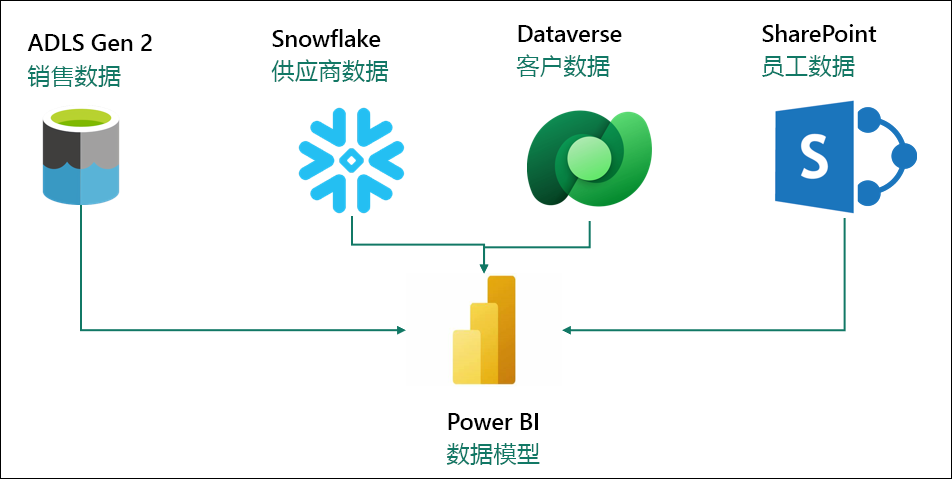 ADLS Gen 2
销售数据
Snowflake
供应商数据
Dataverse
客户数据
SharePoint
员工数据
S
Power BI
数据模型